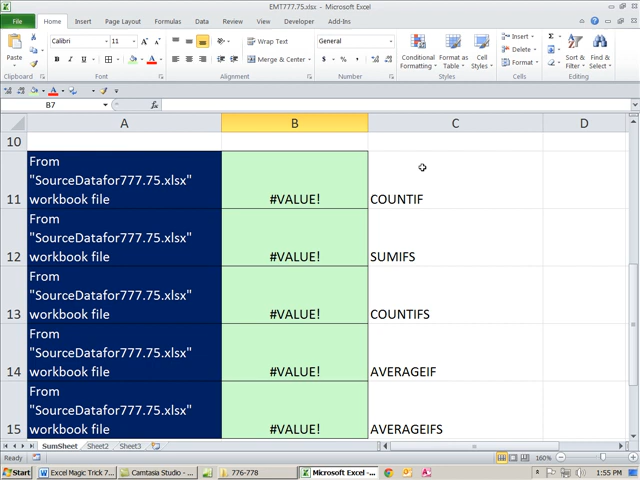 EMT777.75.xlsx - Microsoft Excel
File Home Insert Page Layout Formulas Data Review View Developer Add-Ins
Calibri 11 Wrap Text General Insert
Paste B I U Merge & Center $ % , Conditional Formatting Format as Table Cell Styles Delete Format Sort & Filter Find & Select
Clipboard Font Alignment Number Styles Cells Editing
B7 fx
A B C D
10
From
"SourceDatafor777.75.xlsx"
11 workbook file #VALUE! COUNTIF
From
"SourceDatafor777.75.xlsx"
12 workbook file #VALUE! SUMIFS
From
"SourceDatafor777.75.xlsx"
13 workbook file #VALUE! COUNTIFS
From
"SourceDatafor777.75.xlsx"
14 workbook file #VALUE! AVERAGEIF
From
"SourceDatafor777.75.xlsx"
15 workbook file #VALUE! AVERAGEIFS
SumSheet Sheet2 Sheet3
Ready 160%
Start Excel Magic Trick 7... Camtasia Studio - ... 776-778 Microsoft Excel -... 1:55 PM